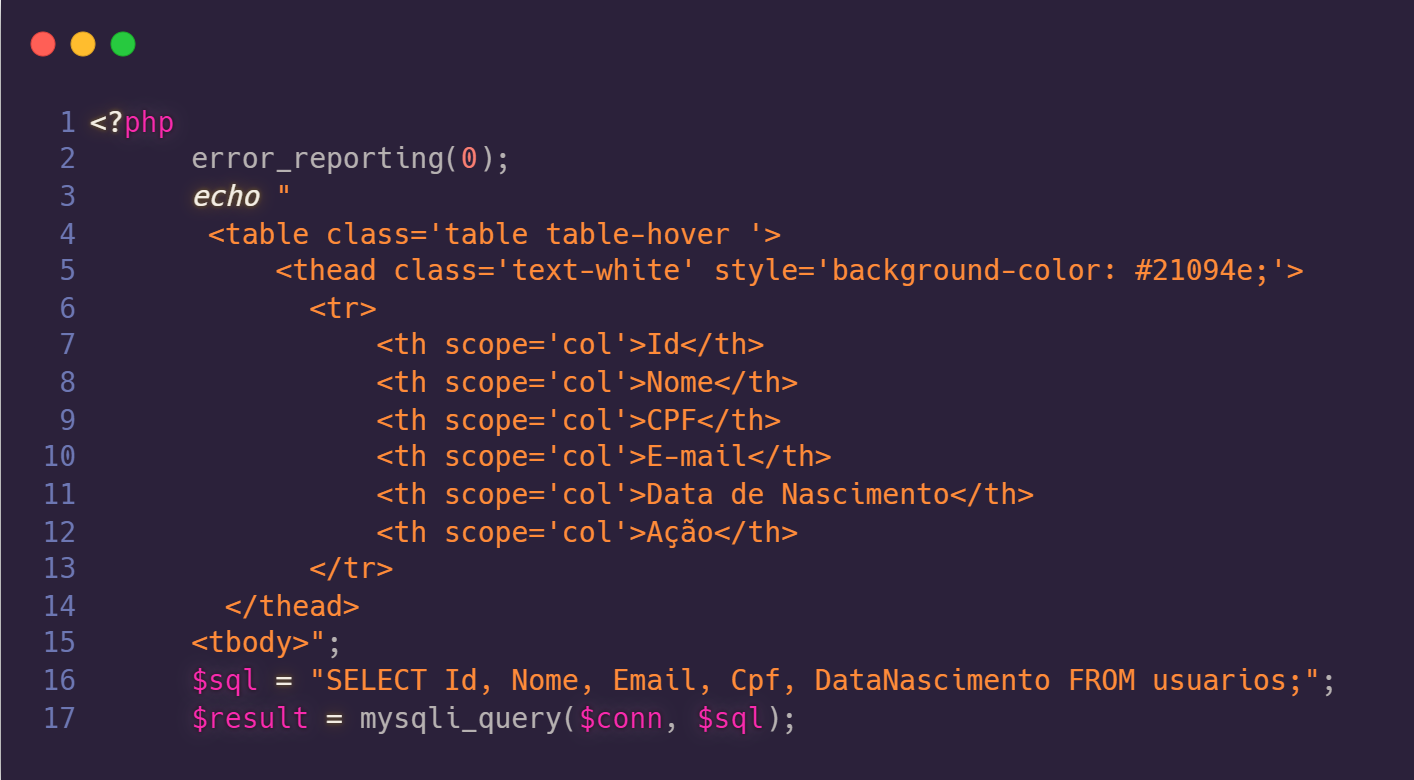 1 <?php
2       error_reporting(0);
3       echo "
4        <table class='table table-hover '>
5            <thead class='text-white' style='background-color: #21094e;'>
6              <tr>
7                  <th scope='col'>Id</th>
8                  <th scope='col'>Nome</th>
9                  <th scope='col'>CPF</th>
10                  <th scope='col'>E-mail</th>
11                  <th scope='col'>Data de Nascimento</th>
12                  <th scope='col'>Ação</th>
13              </tr>
14         </thead>
15       <tbody>";
16       $sql = "SELECT Id, Nome, Email, Cpf, DataNascimento FROM usuarios;";
17       $result = mysqli_query($conn, $sql);